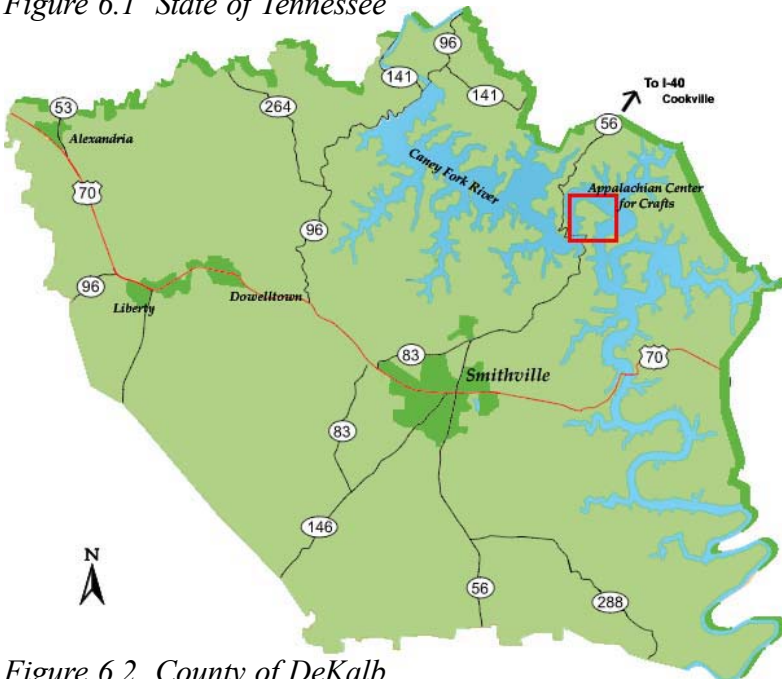 Figure 6.1 State of Tennessee
96
141
141
To I-40
Cookville
53
264
56
Alexandria
Caney Fork River
Appalachian Center
for Crafts
70
96
96
Liberty
Dowelltown
83
70
Smithville
83
146
N
56
288
Figure 6.2 County of DeKalb